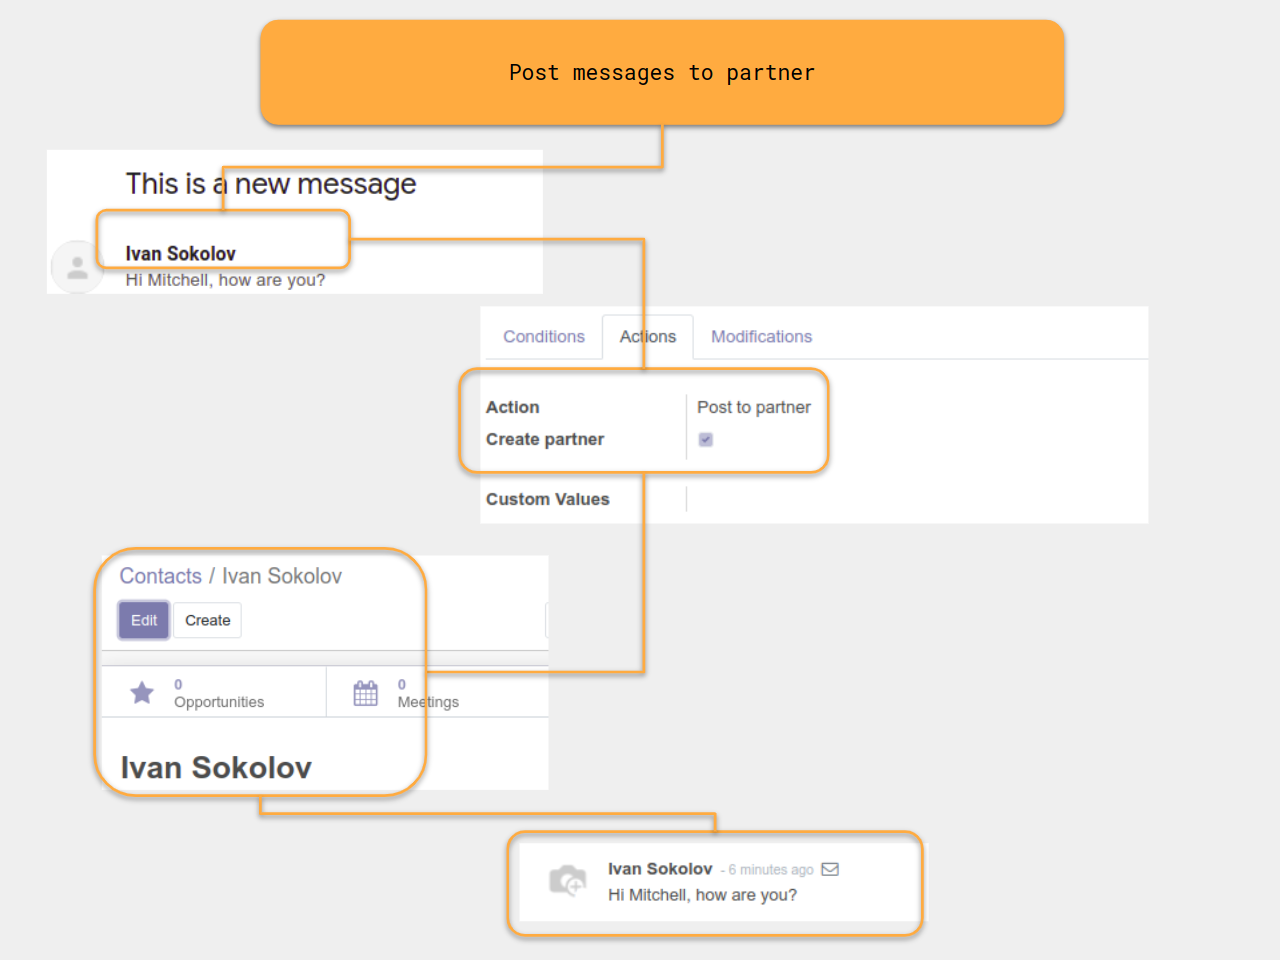 Post messages to partner
This is a new message
Ivan Sokolov
Hi Mitchell, how are you?
Conditions Actions Modifications
Action Post to partner
Create partner
Custom Values
Contacts / Ivan Sokolov
Edit Create
0 0
Opportunities Meetings
Ivan Sokolov
Ivan Sokolov - 6 minutes ago
Hi Mitchell, how are you?